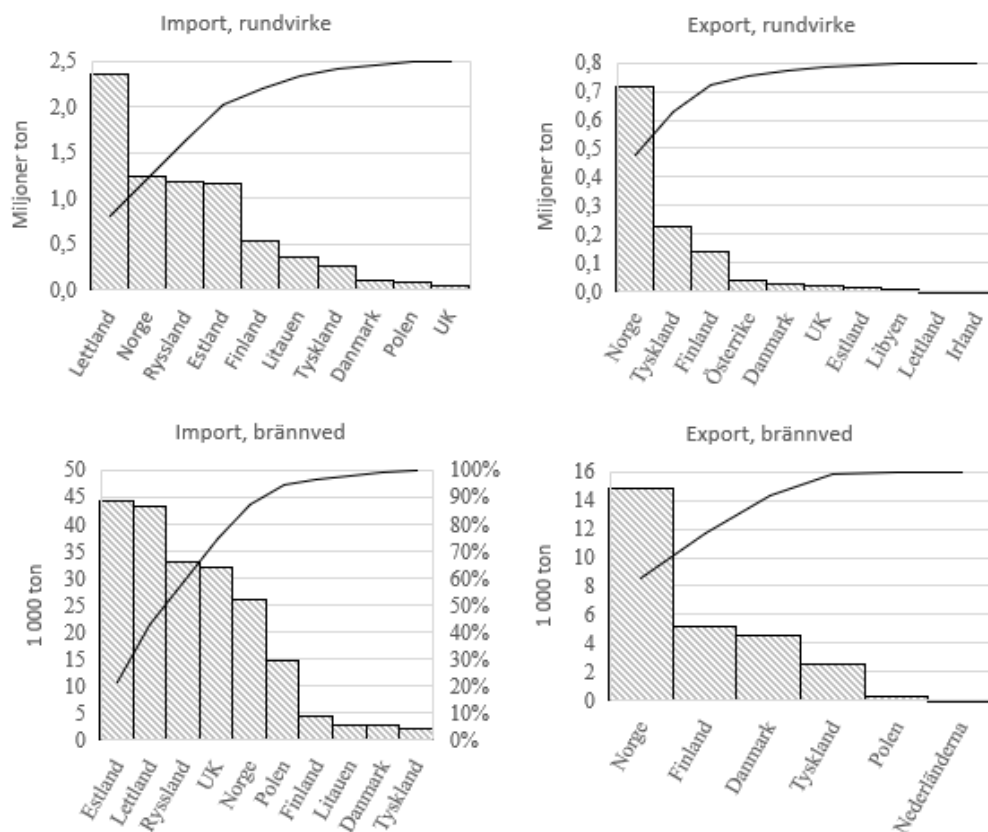 Import, rundvirke
Miljoner ton
2,5
2,0
1,5
1,0
0,5
0,0
Lettland
Norge
Ryssland
Estland
Finland
Litauen
Tyskland
Danmark
Polen
UK
Export, rundvirke
Miljoner ton
0,8
0,7
0,6
0,5
0,4
0,3
0,2
0,1
0,0
Norge
Tyskland
Finland
Österrike
Danmark
UK
Estland
Libyen
Lettland
Irland
Import, brännved
1 000 ton
50
45
40
35
30
25
20
15
10
5
0
100%
90%
80%
70%
60%
50%
40%
30%
20%
10%
0%
Estland
Lettland
Ryssland
UK
Norge
Polen
Finland
Litauen
Danmark
Tyskland
Export, brännved
1 000 ton
16
14
12
10
8
6
4
2
0
Norge
Finland
Danmark
Tyskland
Polen
Nederländerna